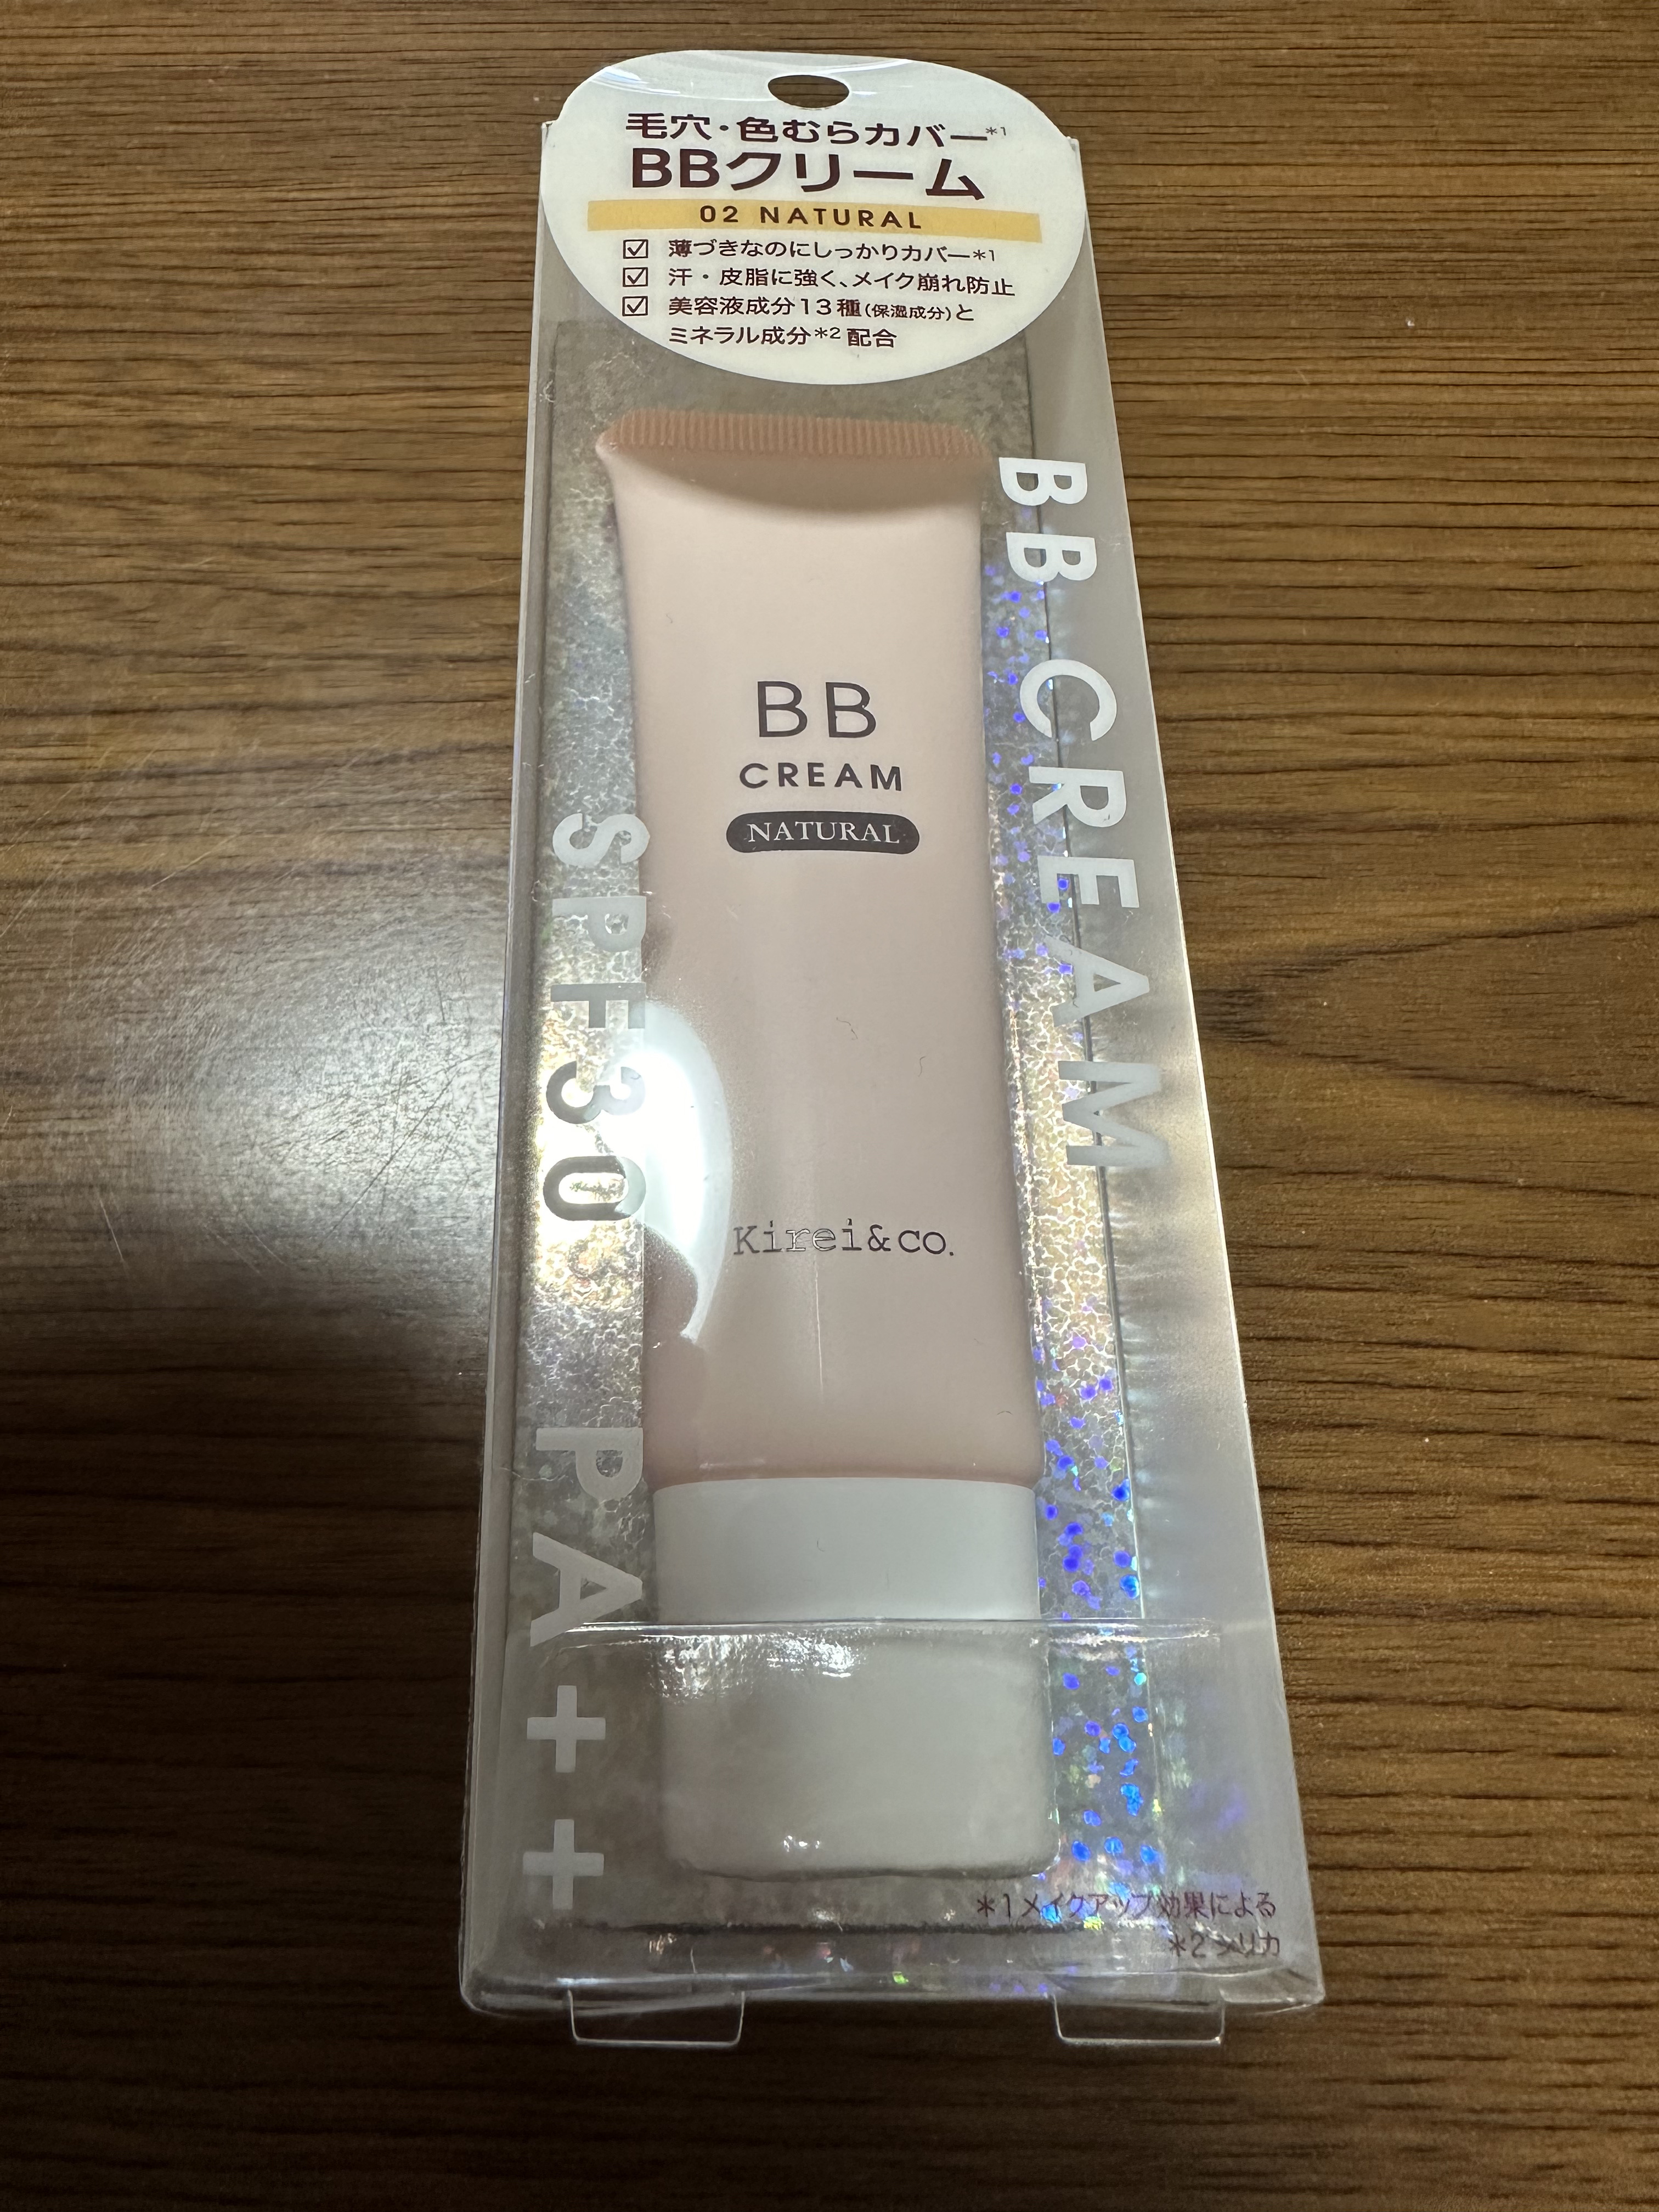 毛穴・色むらカバー*1
BBクリーム
02 NATURAL
☑ 薄づきなのにしっかりカバー*1
☑ 汗・皮脂に強く、メイク崩れ防止
☑ 美容液成分13種(保湿成分)と
ミネラル成分*2 配合
BB CREAM
BB
CREAM
NATURAL
Kirei&co.
SPF30 PA++
*1メイクアップ効果による
*2シリカ